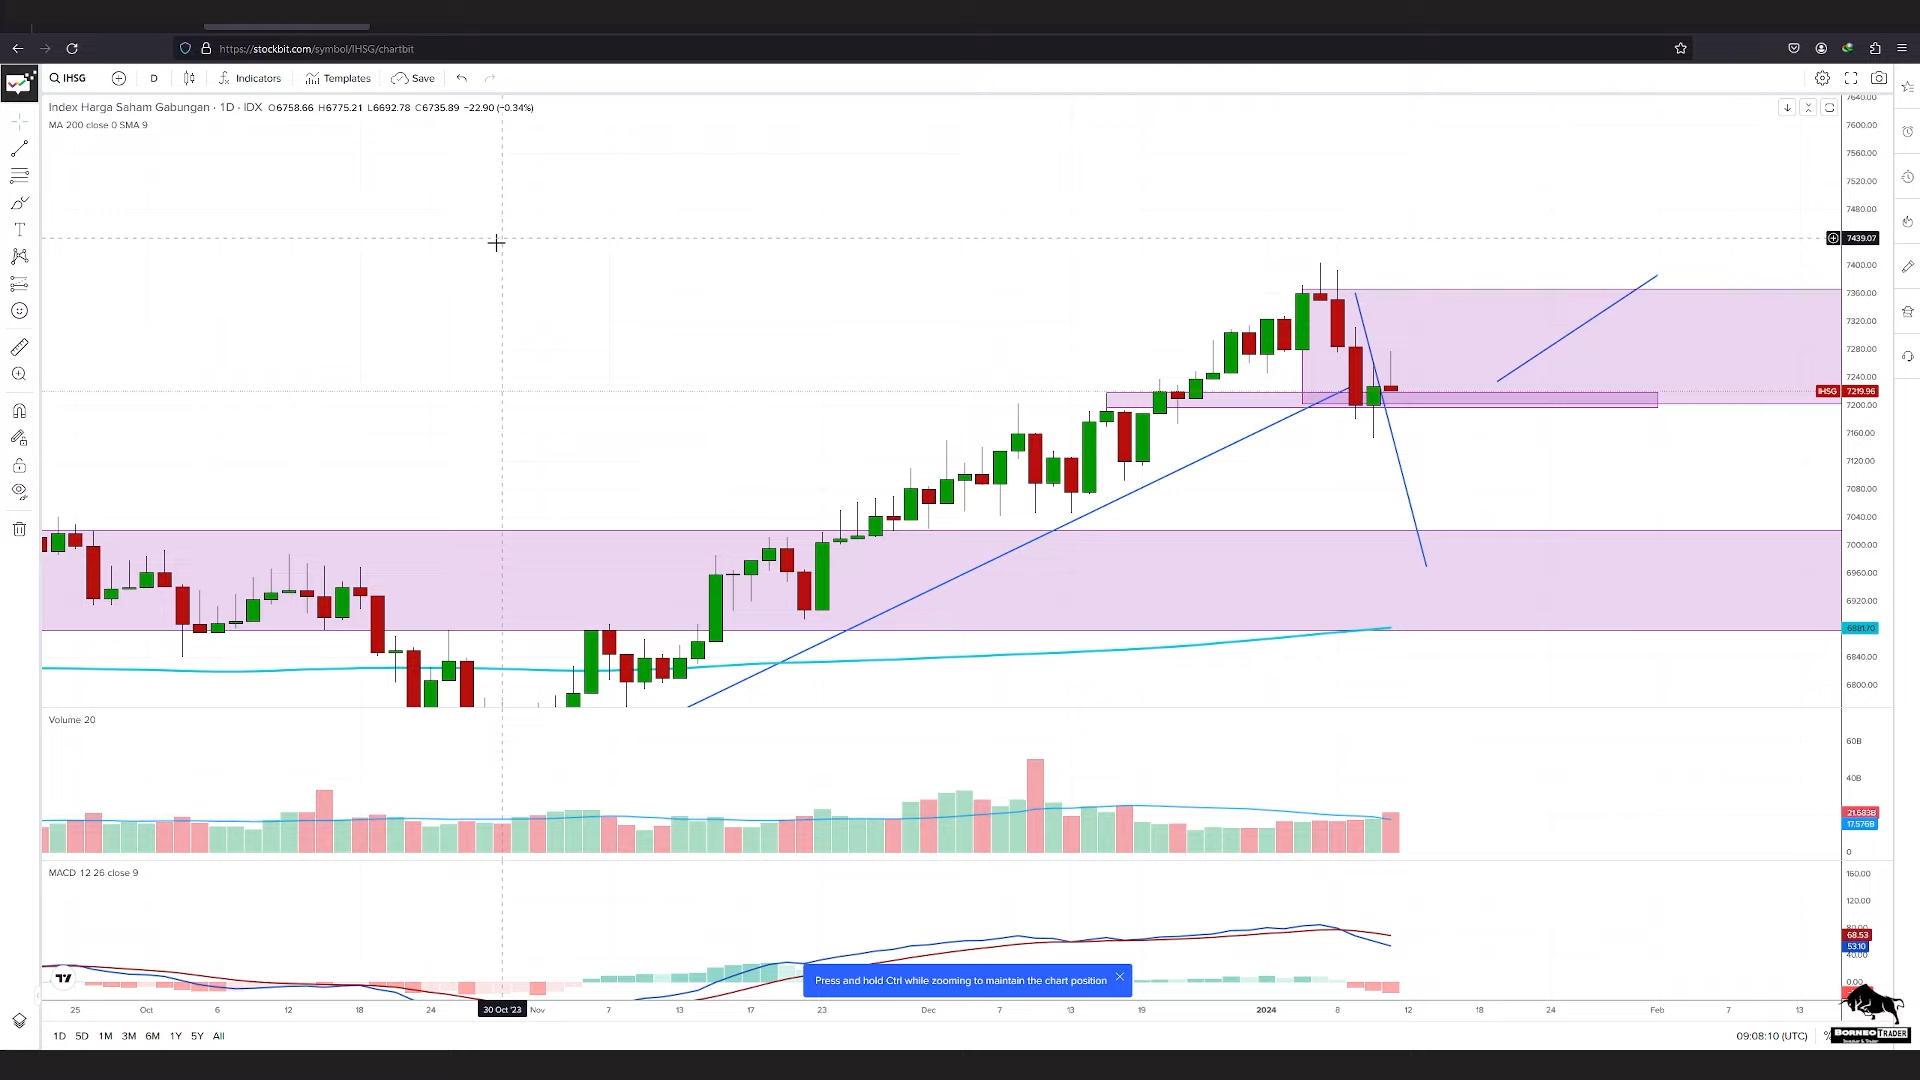 https://stockbit.com/symbol/IHSG/chartbit
IHSG
D
Indicators
Templates
Save
Index Harga Saham Gabungan · 1D · IDX O6758.66 H6775.21 L6692.78 C6735.89 −22.90 (−0.34%)
MA 200 close 0 SMA 9
7640.00
7600.00
7560.00
7520.00
7480.00
7439.07
7400.00
7360.00
7320.00
7280.00
7240.00
IHSG 7219.96
7200.00
7160.00
7120.00
7080.00
7040.00
7000.00
6960.00
6920.00
6881.70
6840.00
6800.00
Volume 20
60B
40B
21.583B
17.576B
0
MACD 12 26 close 9
160.00
120.00
68.53
53.10
40.00
0.00
Press and hold Ctrl while zooming to maintain the chart position
25 Oct 6 12 18 24 30 Oct '23 Nov 7 13 17 23 Dec 7 13 19 2024 8 12 18 24 Feb 7 13
1D 5D 1M 3M 6M 1Y 5Y All
09:08:10 (UTC)
%
BORNEO TRADER
Investor & Trader